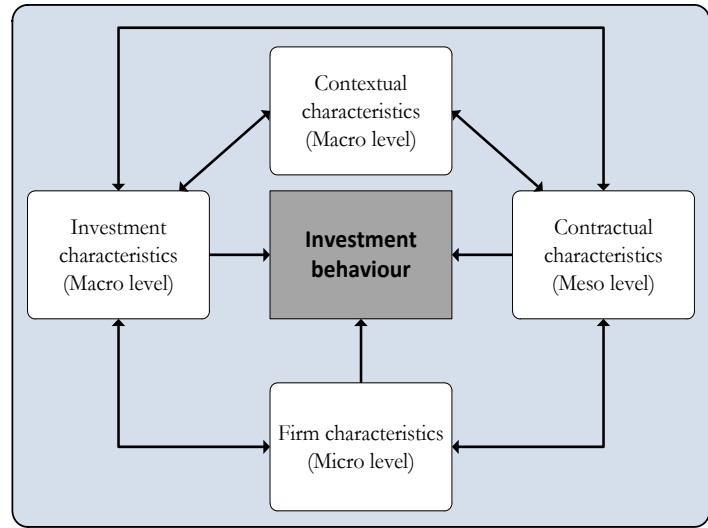 Contextual
characteristics
(Macro level)
Investment
characteristics
(Macro level)
Investment
behaviour
Contractual
characteristics
(Meso level)
Firm characteristics
(Micro level)